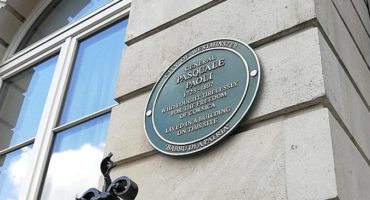 CITY OF WESTMINSTER
GENERAL
PASQUALE
PAOLI
1725-1807
WHO FOUGHT TIRELESSLY
FOR THE FREEDOM
OF CORSICA
LIVED IN A BUILDING
ON THIS SITE
'BABBU DI A PATRIA'